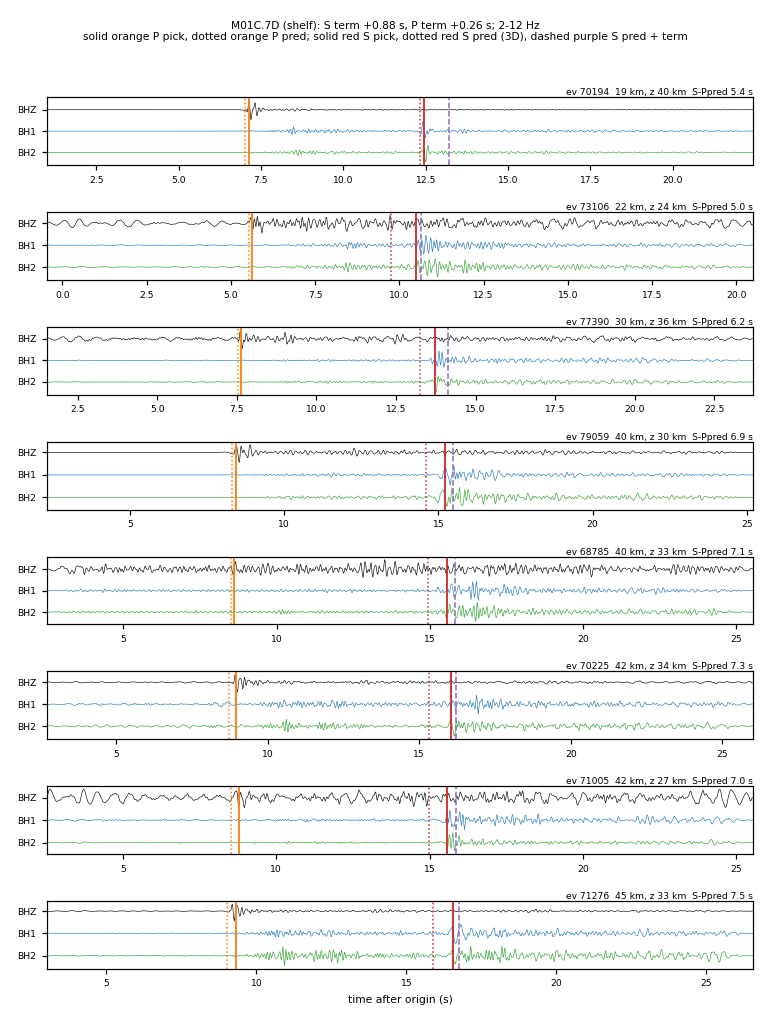 M01C.7D (shelf): S term +0.88 s, P term +0.26 s; 2-12 Hz
solid orange P pick, dotted orange P pred; solid red S pick, dotted red S pred (3D), dashed purple S pred + term
ev 70194 19 km, z 40 km S-Ppred 5.4 s
BHZ
BH1
BH2
2.5 5.0 7.5 10.0 12.5 15.0 17.5 20.0
ev 73106 22 km, z 24 km S-Ppred 5.0 s
BHZ
BH1
BH2
0.0 2.5 5.0 7.5 10.0 12.5 15.0 17.5 20.0
ev 77390 30 km, z 36 km S-Ppred 6.2 s
BHZ
BH1
BH2
2.5 5.0 7.5 10.0 12.5 15.0 17.5 20.0 22.5
ev 79059 40 km, z 30 km S-Ppred 6.9 s
BHZ
BH1
BH2
5 10 15 20 25
ev 68785 40 km, z 33 km S-Ppred 7.1 s
BHZ
BH1
BH2
5 10 15 20 25
ev 70225 42 km, z 34 km S-Ppred 7.3 s
BHZ
BH1
BH2
5 10 15 20 25
ev 71005 42 km, z 27 km S-Ppred 7.0 s
BHZ
BH1
BH2
5 10 15 20 25
ev 71276 45 km, z 33 km S-Ppred 7.5 s
BHZ
BH1
BH2
5 10 15 20 25
time after origin (s)